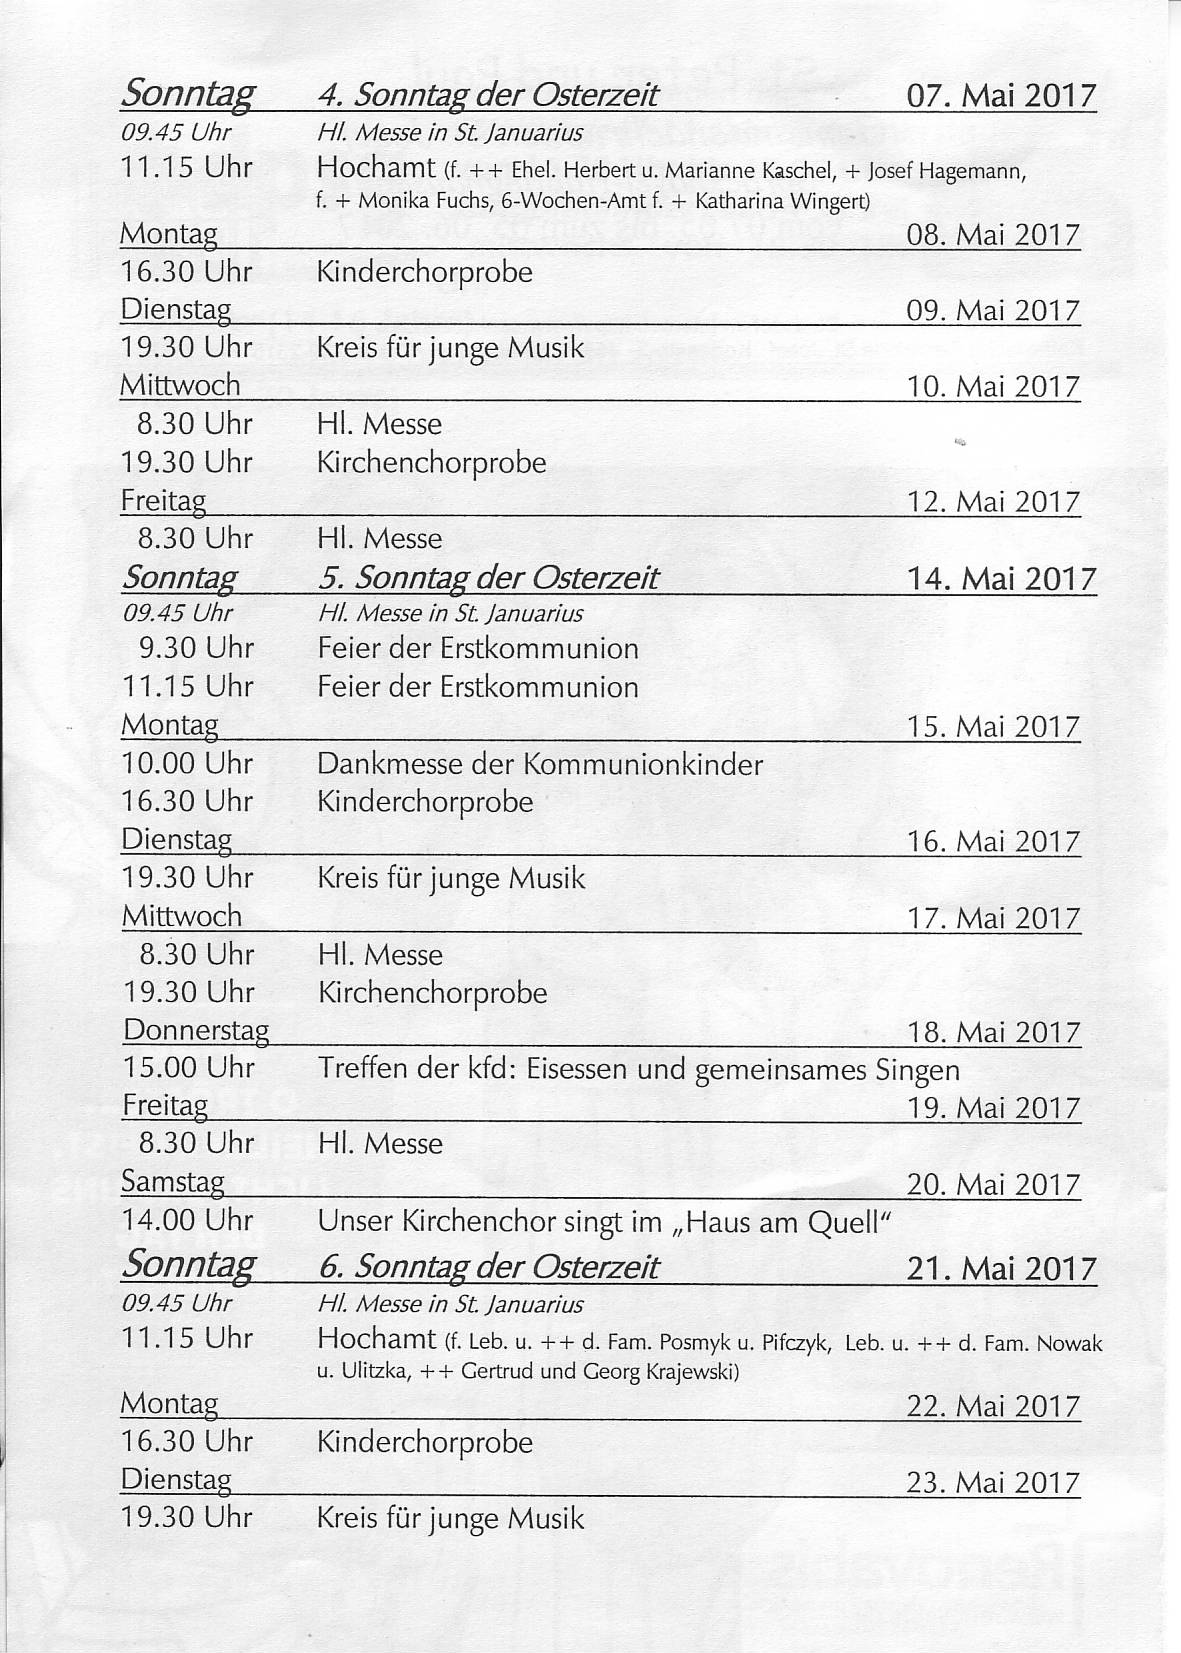 Sonntag 4. Sonntag der Osterzeit 07. Mai 2017
09.45 Uhr Hl. Messe in St. Januarius
11.15 Uhr Hochamt (f. ++ Ehel. Herbert u. Marianne Kaschel, + Josef Hagemann,
f. + Monika Fuchs, 6-Wochen-Amt f. + Katharina Wingert)
Montag 08. Mai 2017
16.30 Uhr Kinderchorprobe
Dienstag 09. Mai 2017
19.30 Uhr Kreis für junge Musik
Mittwoch 10. Mai 2017
8.30 Uhr Hl. Messe
19.30 Uhr Kirchenchorprobe
Freitag 12. Mai 2017
8.30 Uhr Hl. Messe
Sonntag 5. Sonntag der Osterzeit 14. Mai 2017
09.45 Uhr Hl. Messe in St. Januarius
9.30 Uhr Feier der Erstkommunion
11.15 Uhr Feier der Erstkommunion
Montag 15. Mai 2017
10.00 Uhr Dankmesse der Kommunionkinder
16.30 Uhr Kinderchorprobe
Dienstag 16. Mai 2017
19.30 Uhr Kreis für junge Musik
Mittwoch 17. Mai 2017
8.30 Uhr Hl. Messe
19.30 Uhr Kirchenchorprobe
Donnerstag 18. Mai 2017
15.00 Uhr Treffen der kfd: Eisessen und gemeinsames Singen
Freitag 19. Mai 2017
8.30 Uhr Hl. Messe
Samstag 20. Mai 2017
14.00 Uhr Unser Kirchenchor singt im „Haus am Quell"
Sonntag 6. Sonntag der Osterzeit 21. Mai 2017
09.45 Uhr Hl. Messe in St. Januarius
11.15 Uhr Hochamt (f. Leb. u. ++ d. Fam. Posmyk u. Pifczyk, Leb. u. ++ d. Fam. Nowak
u. Ulitzka, ++ Gertrud und Georg Krajewski)
Montag 22. Mai 2017
16.30 Uhr Kinderchorprobe
Dienstag 23. Mai 2017
19.30 Uhr Kreis für junge Musik